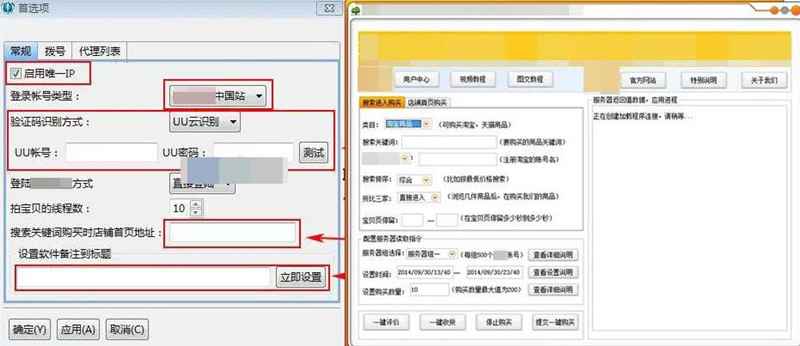 首选项
常规 拨号 代理列表
启用唯一IP
登录帐号类型： 中国站
验证码识别方式： UU云识别
UU帐号： UU密码： 测试
登陆 方式 直接登陆
拍宝贝的线程数： 10
搜索关键词购买时店铺首页地址：
设置软件备注到标题
立即设置
确定(Y) 应用(A) 取消(C)
用户中心 视频教程 图文教程 官方网站 特别说明 关于我们
搜索进入购买 店铺首页购买
类目： 淘宝商品 (可购买淘宝，天猫商品)
搜索关键词： (要购买的商品关键词)
： (注册淘宝的账号名)
搜索排序： 综合 (比如按最低价格搜索)
货比三家： 直接进入 (浏览几件商品后，在购买我们的商品)
宝贝页停留： — (在宝贝页停留多少秒到多少秒)
配置服务器读取指令
服务器组选择： 服务器组一 (每组500个 账号) 查看详细说明
设置时间： 2014/09/30/13/40 — 2014/09/30/23/40 查看设置说明
设置购买数量： 10 (购买数量最大值为200) 查看详细说明
一键评价 一键收货 停止购买 提交一键购买
服务器返回值数据，应用进程
正在创建加载程序连接，请稍等...